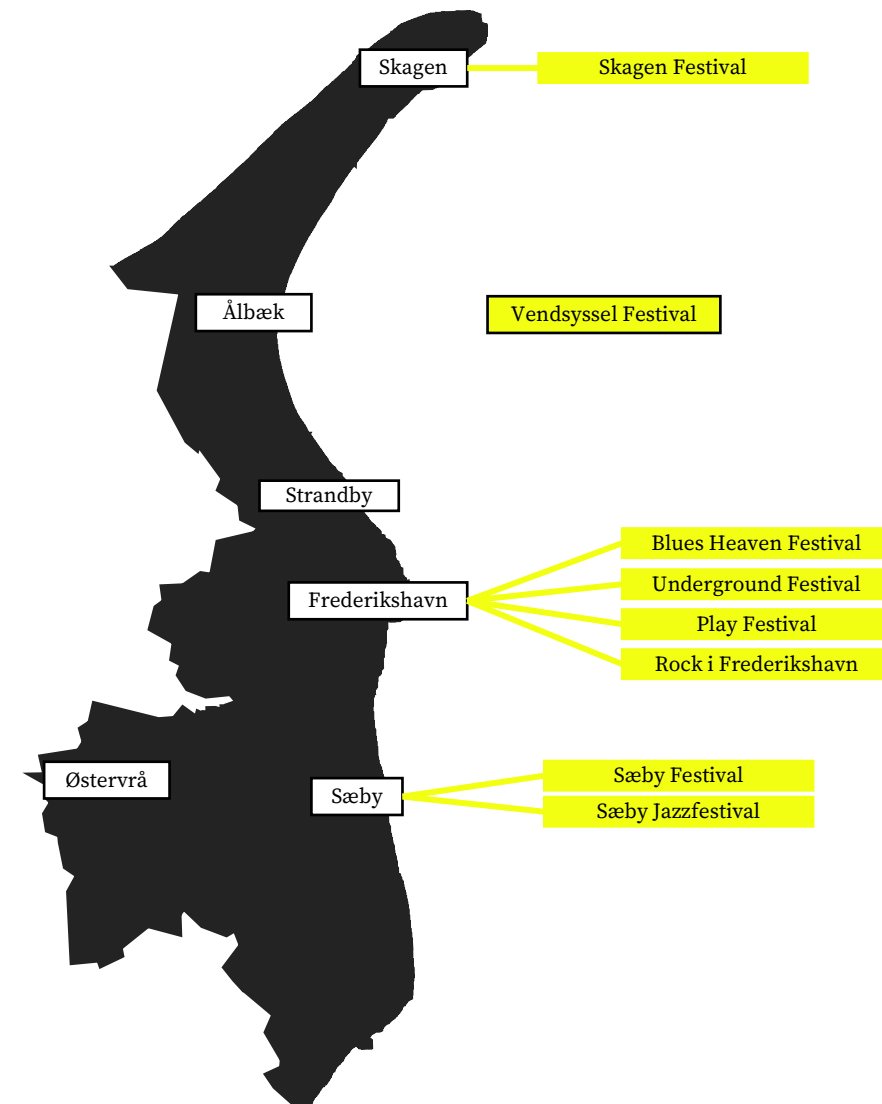 Skagen
Skagen Festival
Ålbæk
Vendsyssel Festival
Strandby
Frederikshavn
Blues Heaven Festival
Underground Festival
Play Festival
Rock i Frederikshavn
Østervrå
Sæby
Sæby Festival
Sæby Jazzfestival